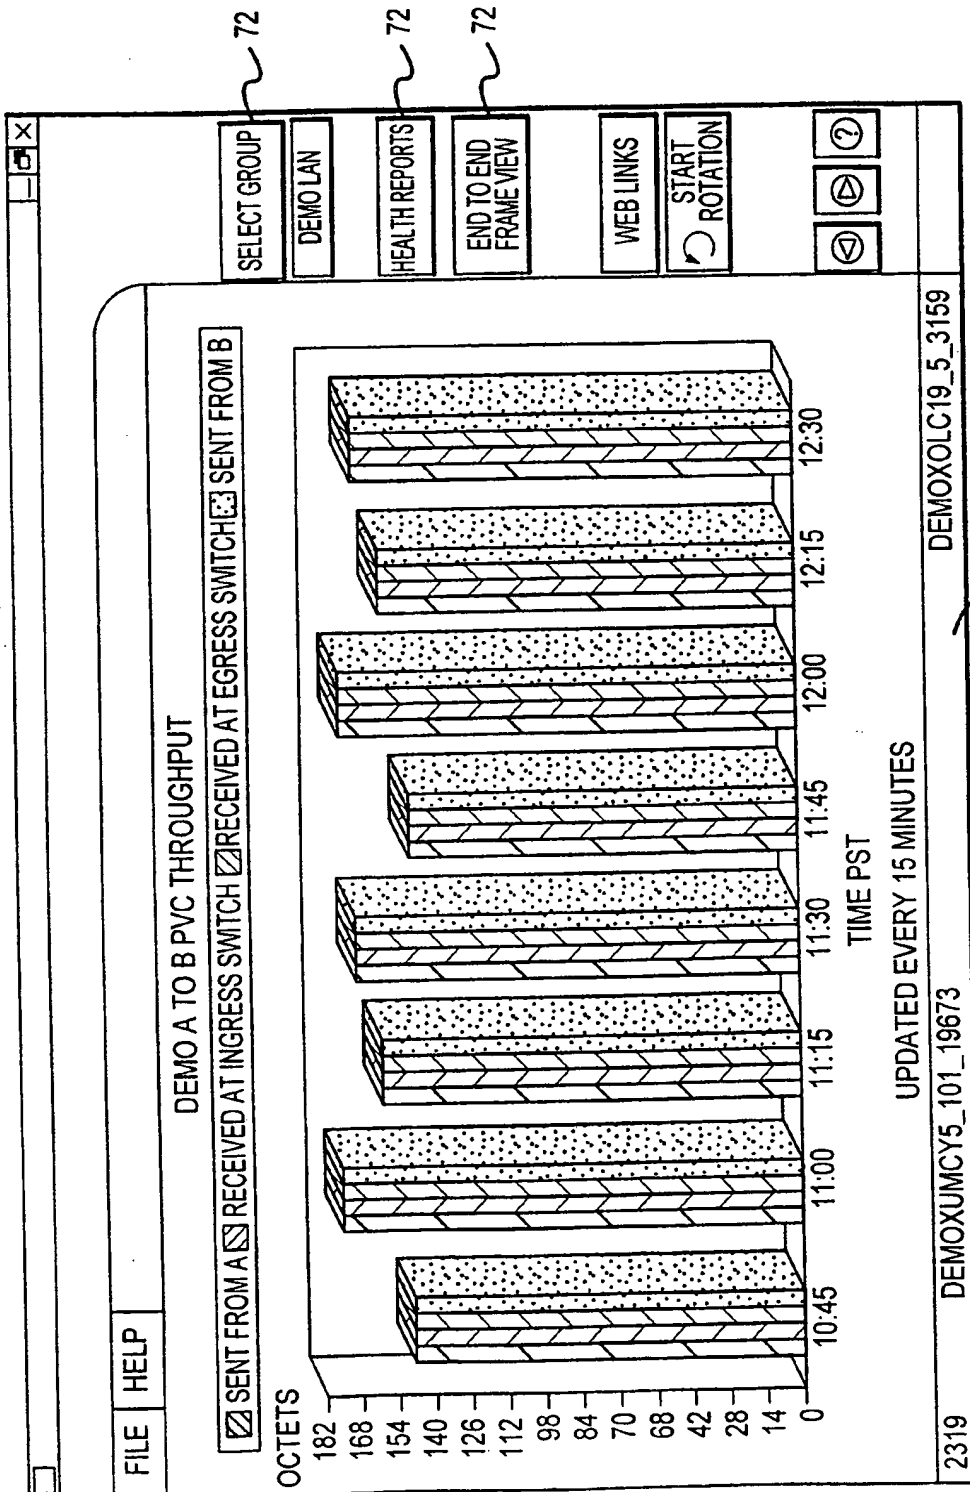 FILE HELP
DEMO A TO B PVC THROUGHPUT
SENT FROM A RECEIVED AT INGRESS SWITCH RECEIVED AT EGRESS SWITCH SENT FROM B
OCTETS
182
168
154
140
126
112
98
84
70
68
42
28
14
0
10:45 11:00 11:15 11:30 11:45 12:00 12:15 12:30
TIME PST
UPDATED EVERY 15 MINUTES
2319 DEMOXUMCY5_101_19673 DEMOXOLC19_5_3159
SELECT GROUP
DEMO LAN
HEALTH REPORTS
END TO END
FRAME VIEW
WEB LINKS
START
ROTATION
?
72
72
72